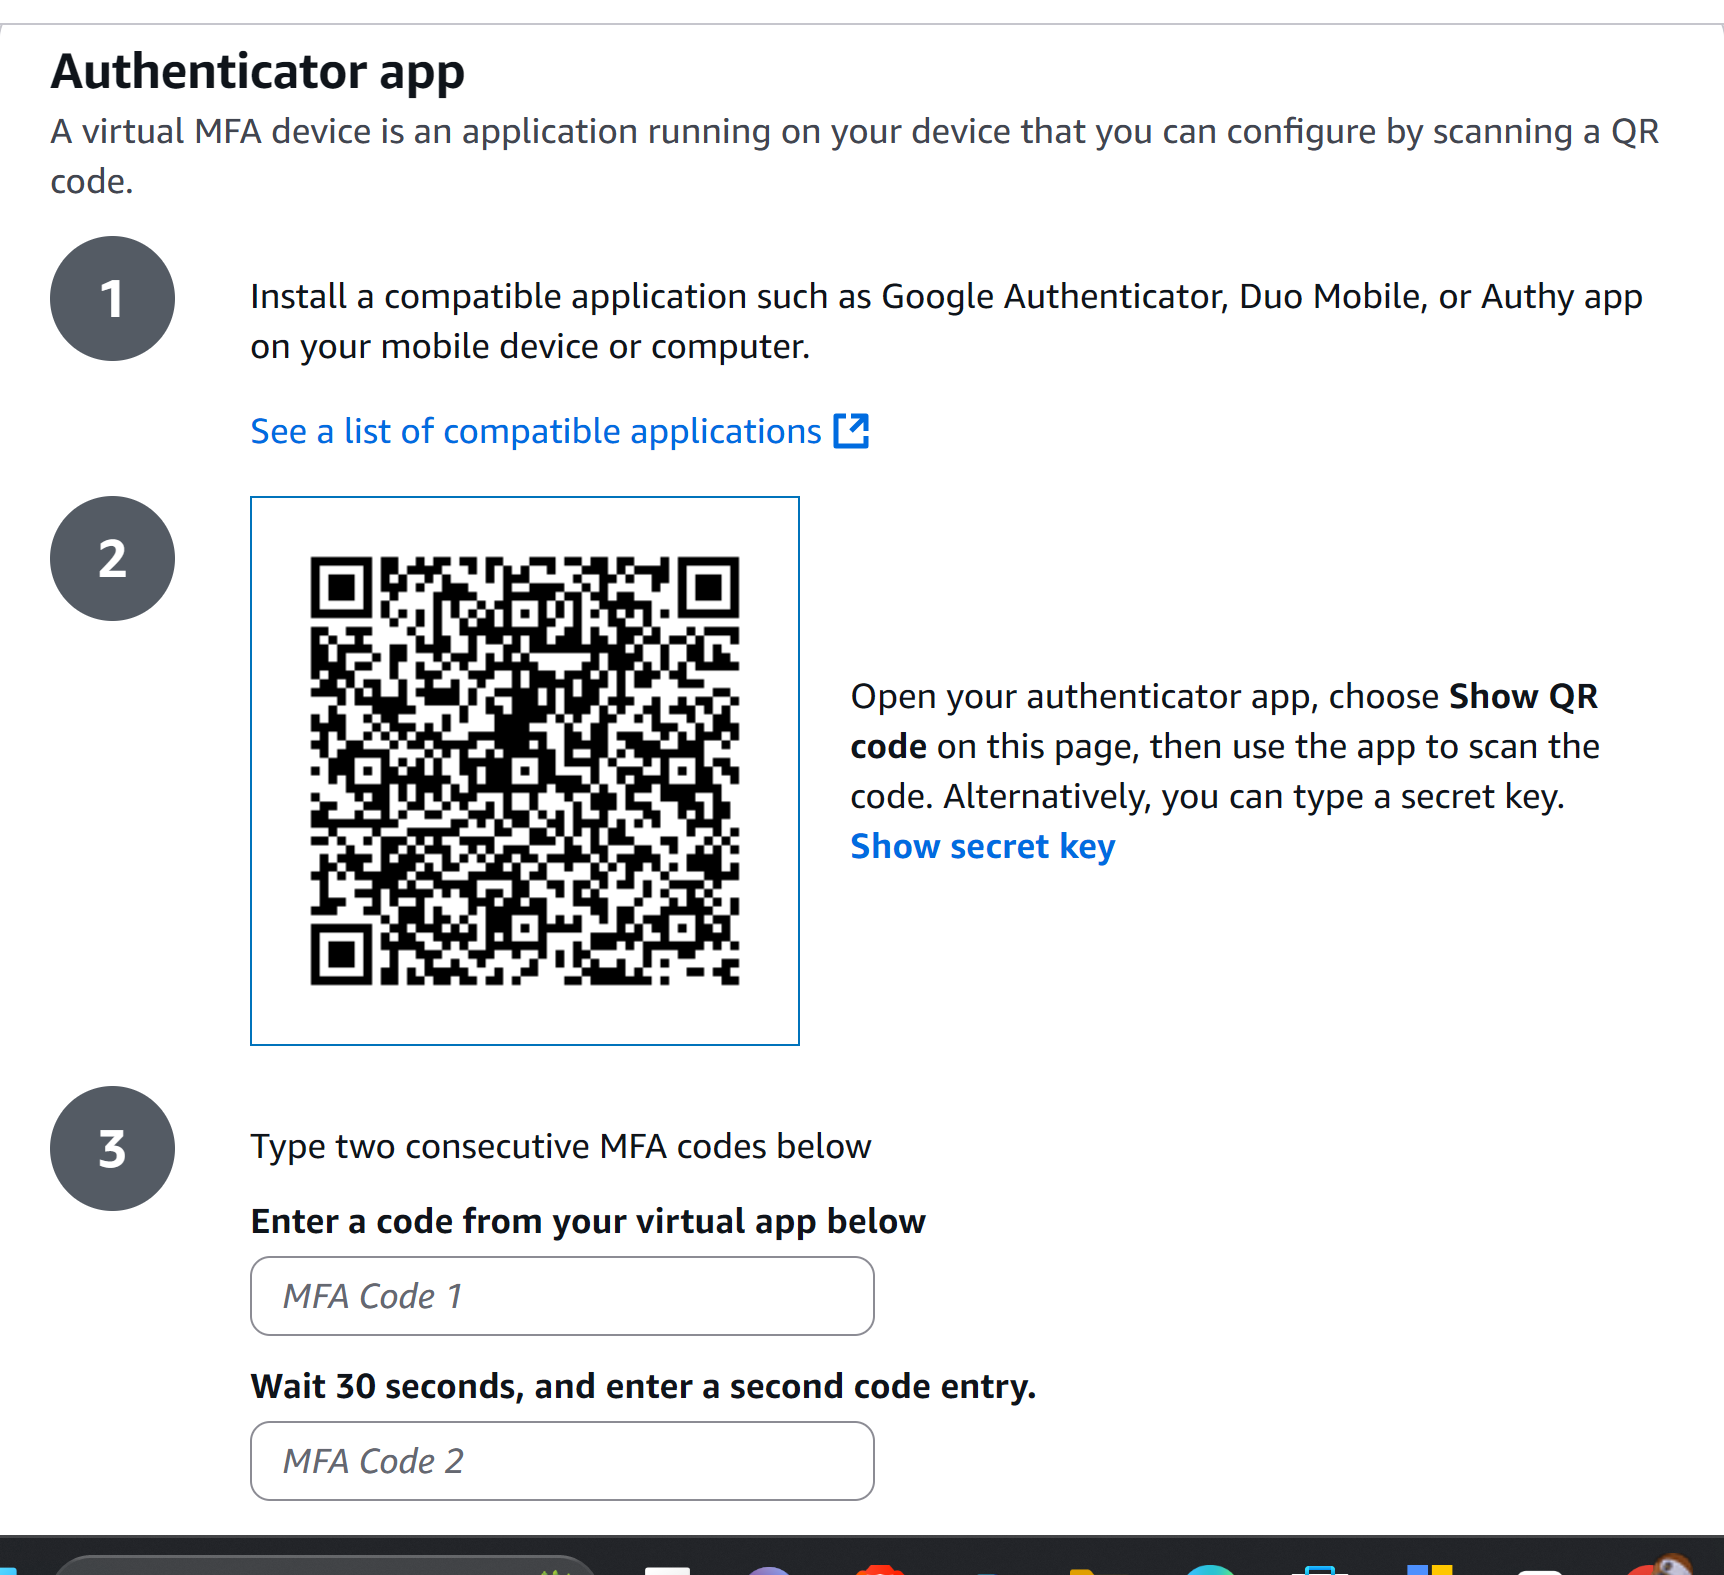 Authenticator app
A virtual MFA device is an application running on your device that you can configure by scanning a QR
code.
1
Install a compatible application such as Google Authenticator, Duo Mobile, or Authy app
on your mobile device or computer.
See a list of compatible applications
2
Open your authenticator app, choose Show QR
code on this page, then use the app to scan the
code. Alternatively, you can type a secret key.
Show secret key
3
Type two consecutive MFA codes below
Enter a code from your virtual app below
MFA Code 1
Wait 30 seconds, and enter a second code entry.
MFA Code 2